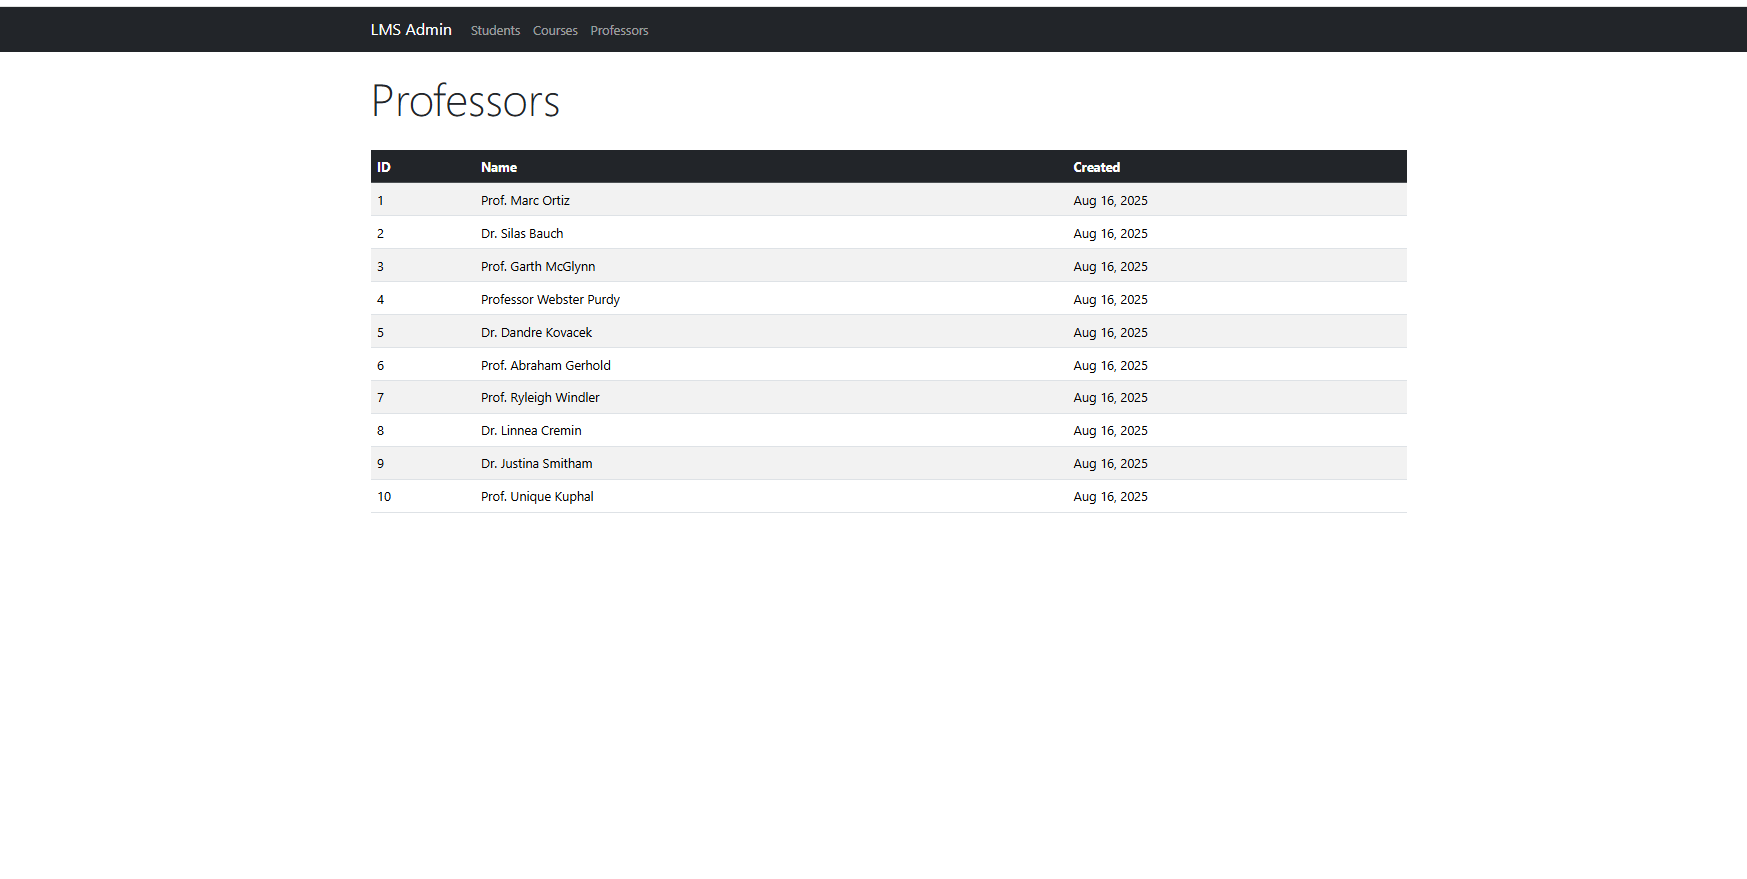 LMS Admin Students Courses Professors
Professors
ID Name Created
1 Prof. Marc Ortiz Aug 16, 2025
2 Dr. Silas Bauch Aug 16, 2025
3 Prof. Garth McGlynn Aug 16, 2025
4 Professor Webster Purdy Aug 16, 2025
5 Dr. Dandre Kovacek Aug 16, 2025
6 Prof. Abraham Gerhold Aug 16, 2025
7 Prof. Ryleigh Windler Aug 16, 2025
8 Dr. Linnea Cremin Aug 16, 2025
9 Dr. Justina Smitham Aug 16, 2025
10 Prof. Unique Kuphal Aug 16, 2025